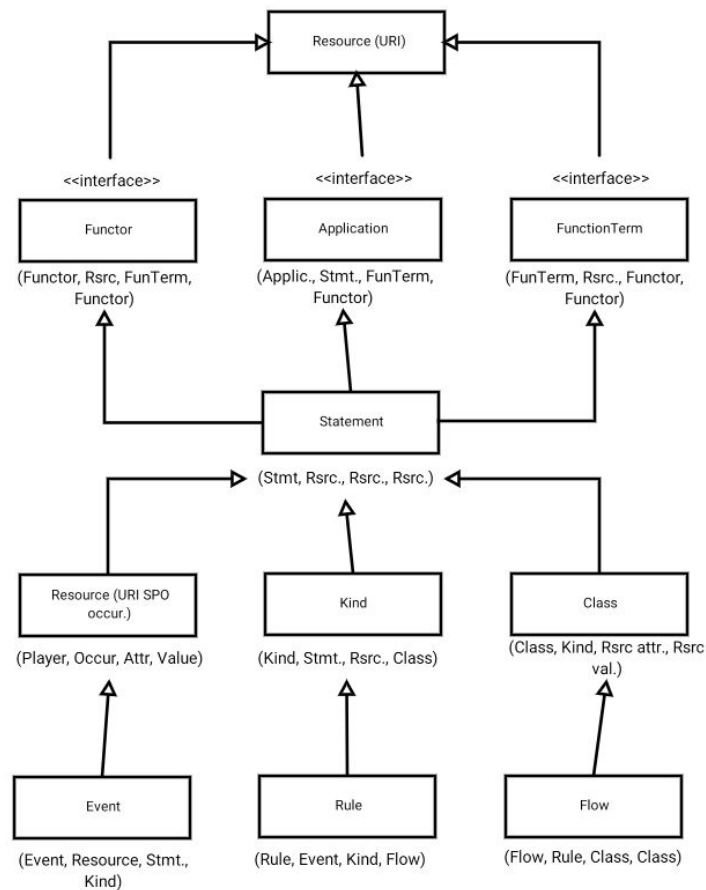 Resource (URI)
<<interface>>
<<interface>>
<<interface>>
Functor
Application
FunctionTerm
(Functor, Rsrc, FunTerm,
Functor)
(Applic., Stmt., FunTerm,
Functor)
(FunTerm, Rsrc., Functor,
Functor)
Statement
(Stmt, Rsrc., Rsrc., Rsrc.)
Resource (URI SPO
occur.)
Kind
Class
(Player, Occur, Attr, Value)
(Kind, Stmt., Rsrc., Class)
(Class, Kind, Rsrc attr., Rsrc
val.)
Event
Rule
Flow
(Event, Resource, Stmt.,
Kind)
(Rule, Event, Kind, Flow)
(Flow, Rule, Class, Class)